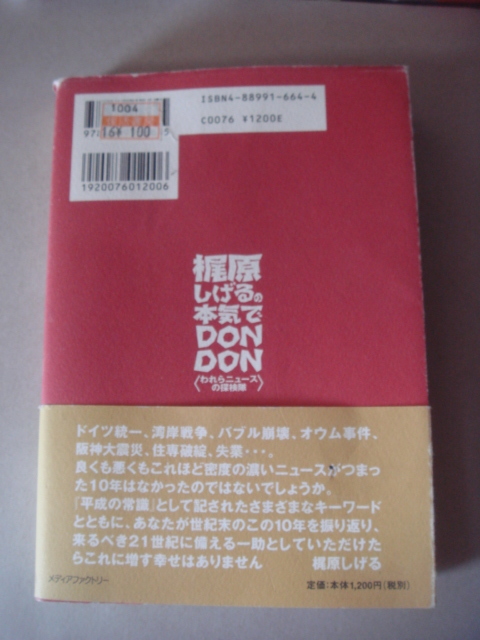 ISBN4-88991-664-4
C0076 ¥1200E
1004
97
16巻 100
5
1920076012006
梶原
しげるの
本気で
DON
DON
〈われらニュースの探検隊〉
ドイツ統一、湾岸戦争、バブル崩壊、オウム事件、
阪神大震災、住専破綻、失業・・・。
良くも悪くもこれほど密度の濃いニュースがつまっ
た10年はなかったのではないでしょうか。
「平成の常識」として記されたさまざまなキーワード
とともに、あなたが世紀末のこの10年を振り返り、
来るべき21世紀に備える一助としていただけた
らこれに増す幸せはありません 梶原しげる
メディアファクトリー
定価：本体1,200円（税別）